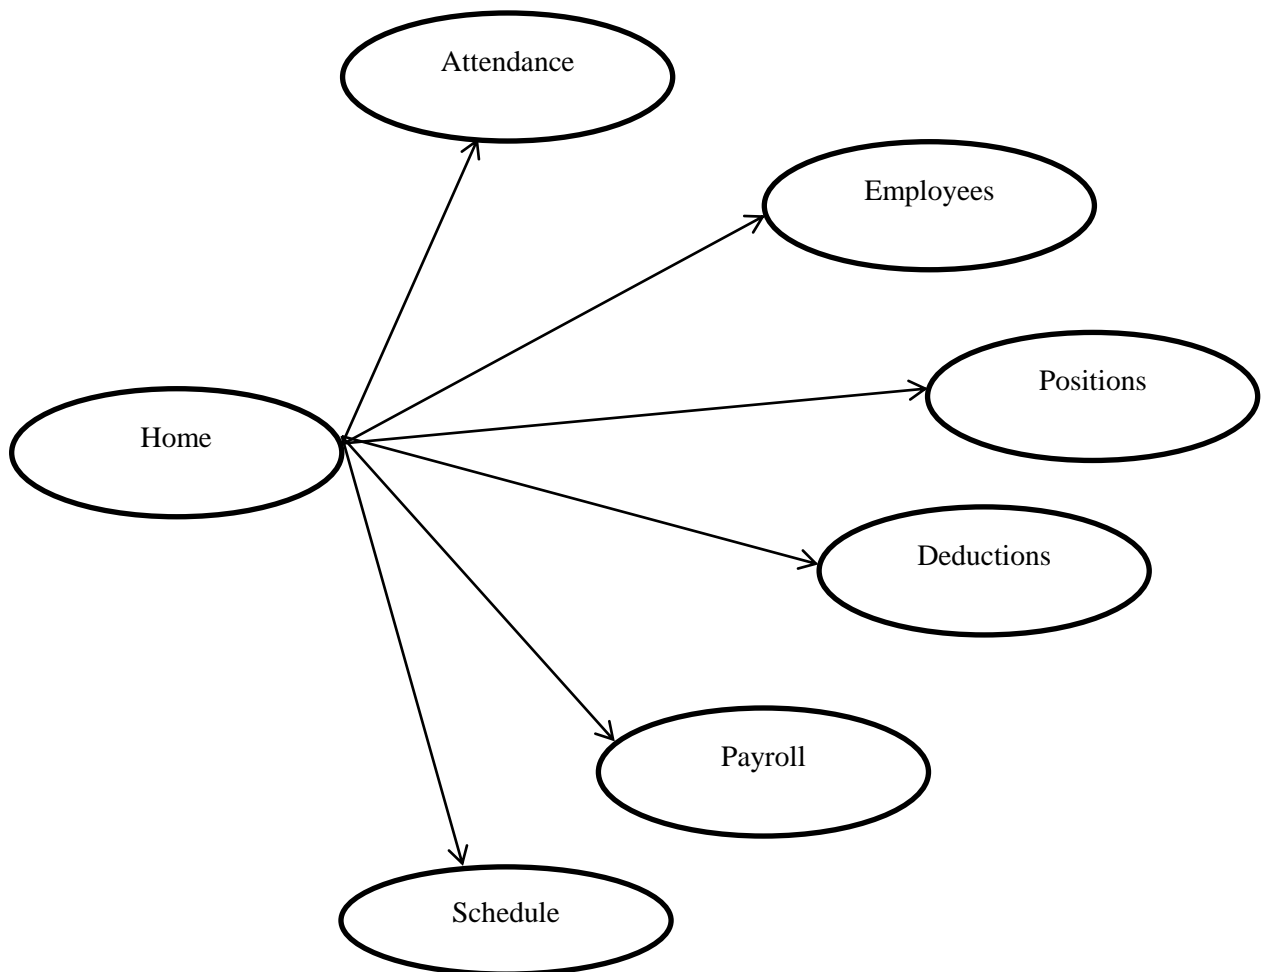 Attendance
Employees
Positions
Home
Deductions
Payroll
Schedule